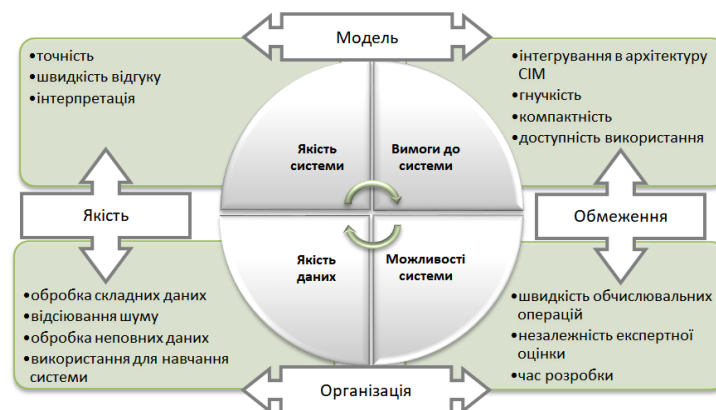 Модель
•точність
•швидкість відгуку
•інтерпретація
•інтегрування в архітектуру
СІМ
•гнучкість
•компактність
•доступність використання
Якість
системи
Вимоги до
системи
Якість
Обмеження
Якість
даних
Можливості
системи
•обробка складних даних
•відсіювання шуму
•обробка неповних даних
•використання для навчання
системи
•швидкість обчислювальних
операцій
•незалежність експертної
оцінки
•час розробки
Організація